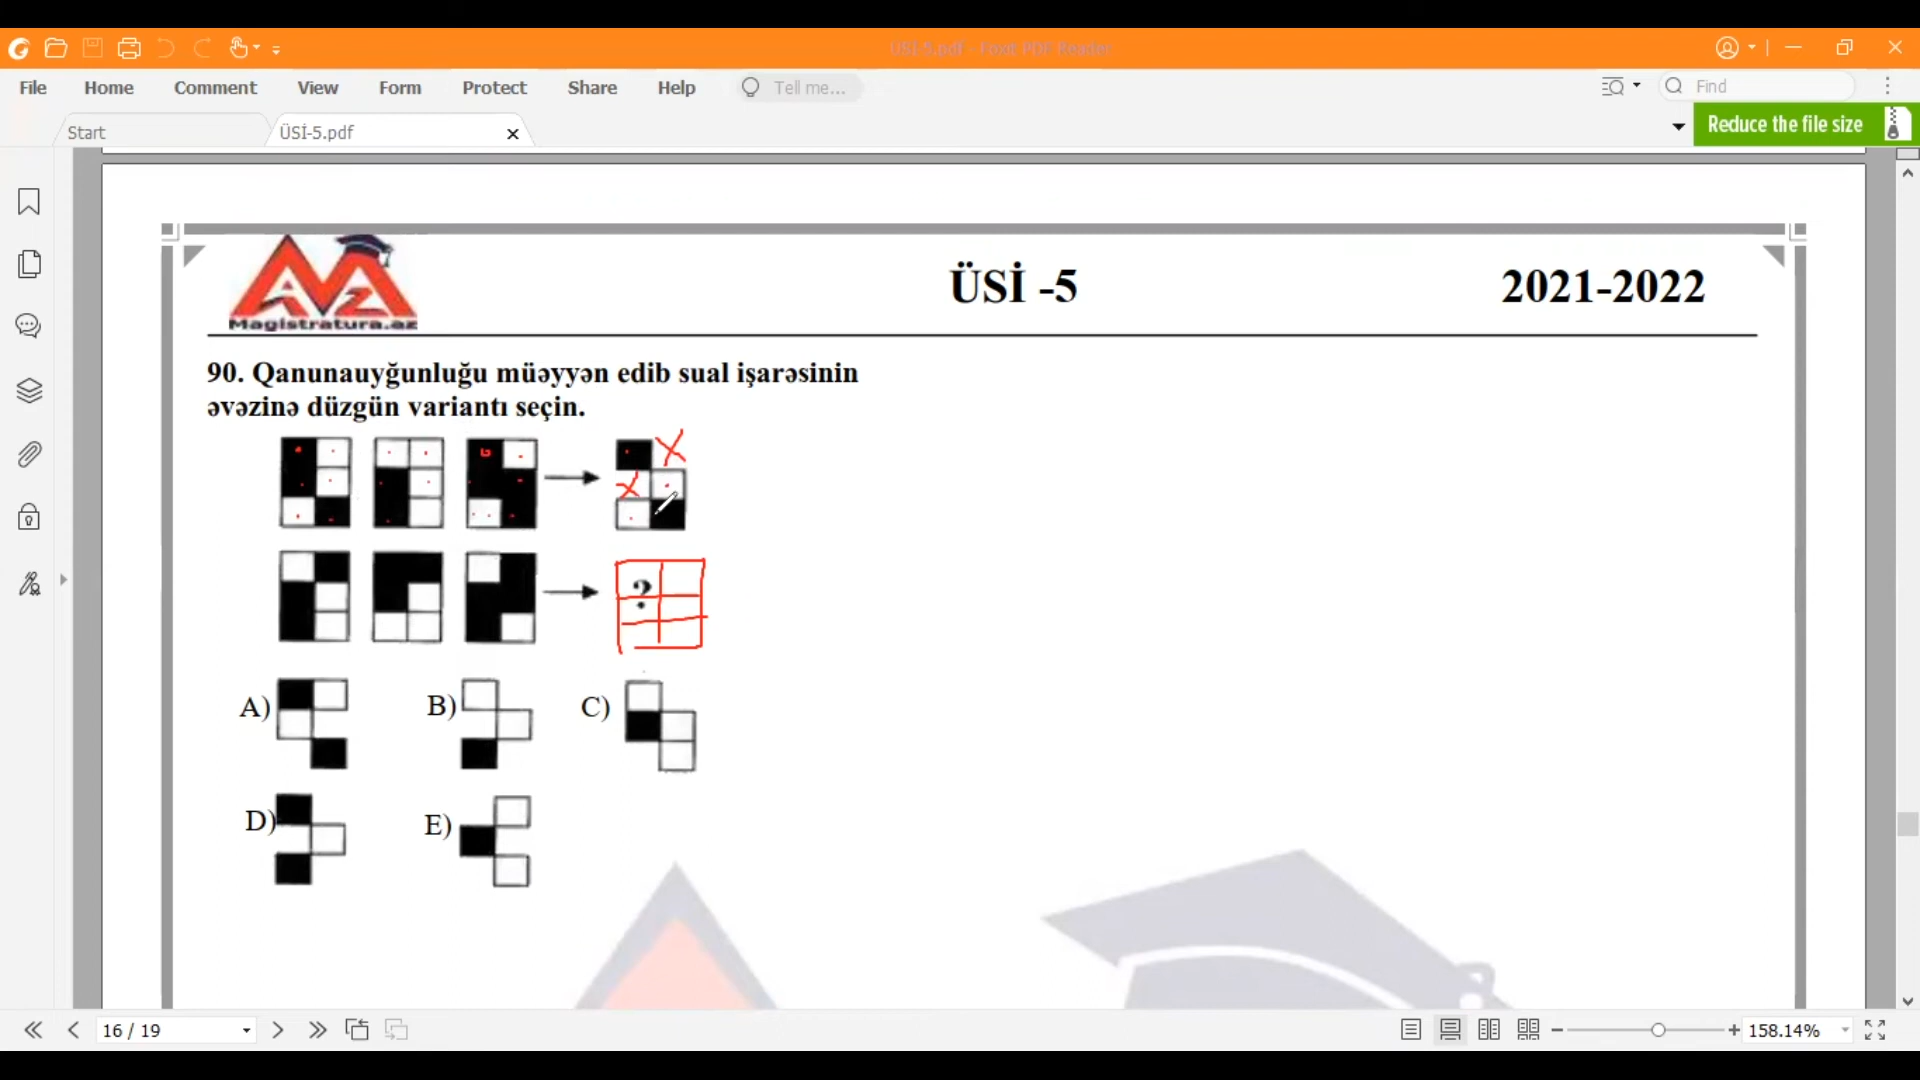 ÜSİ-5.pdf - Foxit PDF Reader
File Home Comment View Form Protect Share Help Tell me... Find
Start ÜSİ-5.pdf Reduce the file size
AZ
Magistratura.az
ÜSİ -5
2021-2022
90. Qanunauyğunluğu müəyyən edib sual işarəsinin
əvəzinə düzgün variantı seçin.
?
A) B) C)
D) E)
16 / 19
158.14%